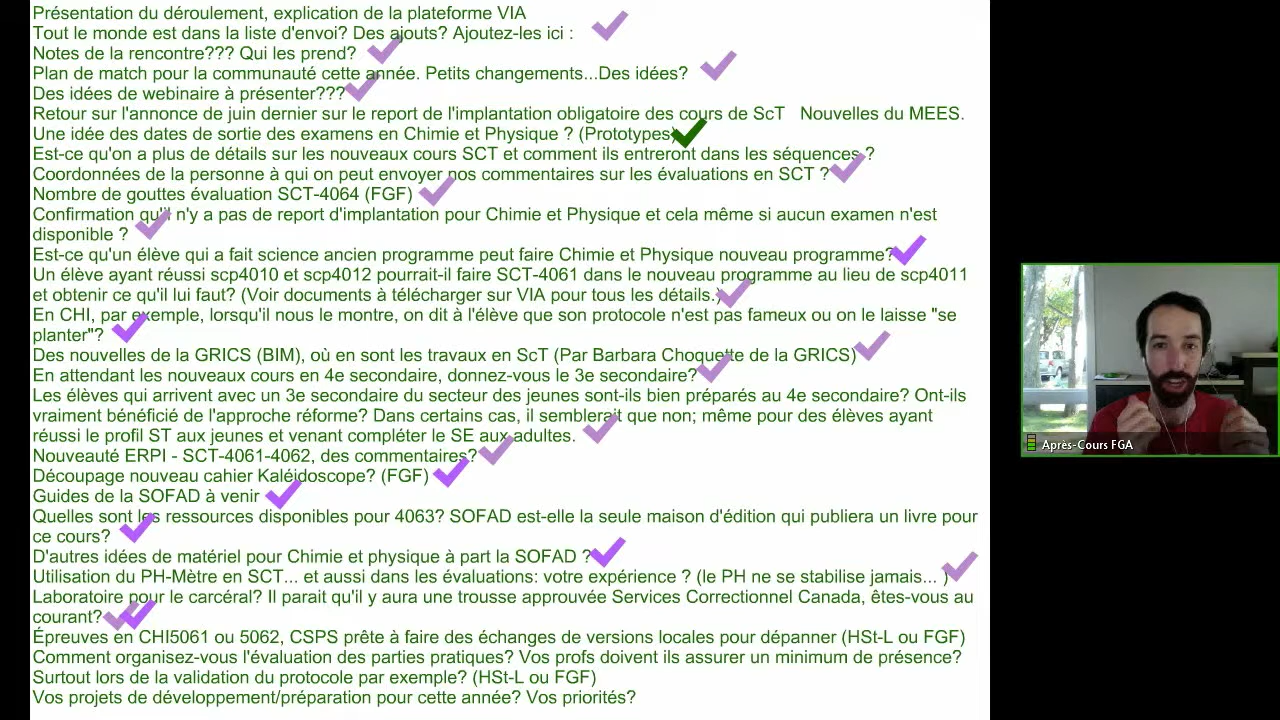 Présentation du déroulement, explication de la plateforme VIA
Tout le monde est dans la liste d'envoi? Des ajouts? Ajoutez-les ici :
Notes de la rencontre??? Qui les prend?
Plan de match pour la communauté cette année. Petits changements...Des idées?
Des idées de webinaire à présenter???
Retour sur l'annonce de juin dernier sur le report de l'implantation obligatoire des cours de ScT Nouvelles du MEES.
Une idée des dates de sortie des examens en Chimie et Physique ? (Prototypes)
Est-ce qu'on a plus de détails sur les nouveaux cours SCT et comment ils entreront dans les séquences ?
Coordonnées de la personne à qui on peut envoyer nos commentaires sur les évaluations en SCT ?
Nombre de gouttes évaluation SCT-4064 (FGF)
Confirmation qu'il n'y a pas de report d'implantation pour Chimie et Physique et cela même si aucun examen n'est
disponible ?
Est-ce qu'un élève qui a fait science ancien programme peut faire Chimie et Physique nouveau programme?
Un élève ayant réussi scp4010 et scp4012 pourrait-il faire SCT-4061 dans le nouveau programme au lieu de scp4011
et obtenir ce qu'il lui faut? (Voir documents à télécharger sur VIA pour tous les détails.)
En CHI, par exemple, lorsqu'il nous le montre, on dit à l'élève que son protocole n'est pas fameux ou on le laisse "se
planter"?
Des nouvelles de la GRICS (BIM), où en sont les travaux en ScT (Par Barbara Choquette de la GRICS)
En attendant les nouveaux cours en 4e secondaire, donnez-vous le 3e secondaire?
Les élèves qui arrivent avec un 3e secondaire du secteur des jeunes sont-ils bien préparés au 4e secondaire? Ont-ils
vraiment bénéficié de l'approche réforme? Dans certains cas, il semblerait que non; même pour des élèves ayant
réussi le profil ST aux jeunes et venant compléter le SE aux adultes.
Nouveauté ERPI - SCT-4061-4062, des commentaires?
Découpage nouveau cahier Kaléidoscope? (FGF)
Guides de la SOFAD à venir
Quelles sont les ressources disponibles pour 4063? SOFAD est-elle la seule maison d'édition qui publiera un livre pour
ce cours?
D'autres idées de matériel pour Chimie et physique à part la SOFAD ?
Utilisation du PH-Mètre en SCT... et aussi dans les évaluations: votre expérience ? (le PH ne se stabilise jamais... )
Laboratoire pour le carcéral? Il parait qu'il y aura une trousse approuvée Services Correctionnel Canada, êtes-vous au
courant?
Épreuves en CHI5061 ou 5062, CSPS prête à faire des échanges de versions locales pour dépanner (HSt-L ou FGF)
Comment organisez-vous l'évaluation des parties pratiques? Vos profs doivent ils assurer un minimum de présence?
Surtout lors de la validation du protocole par exemple? (HSt-L ou FGF)
Vos projets de développement/préparation pour cette année? Vos priorités?
Après-Cours FGA